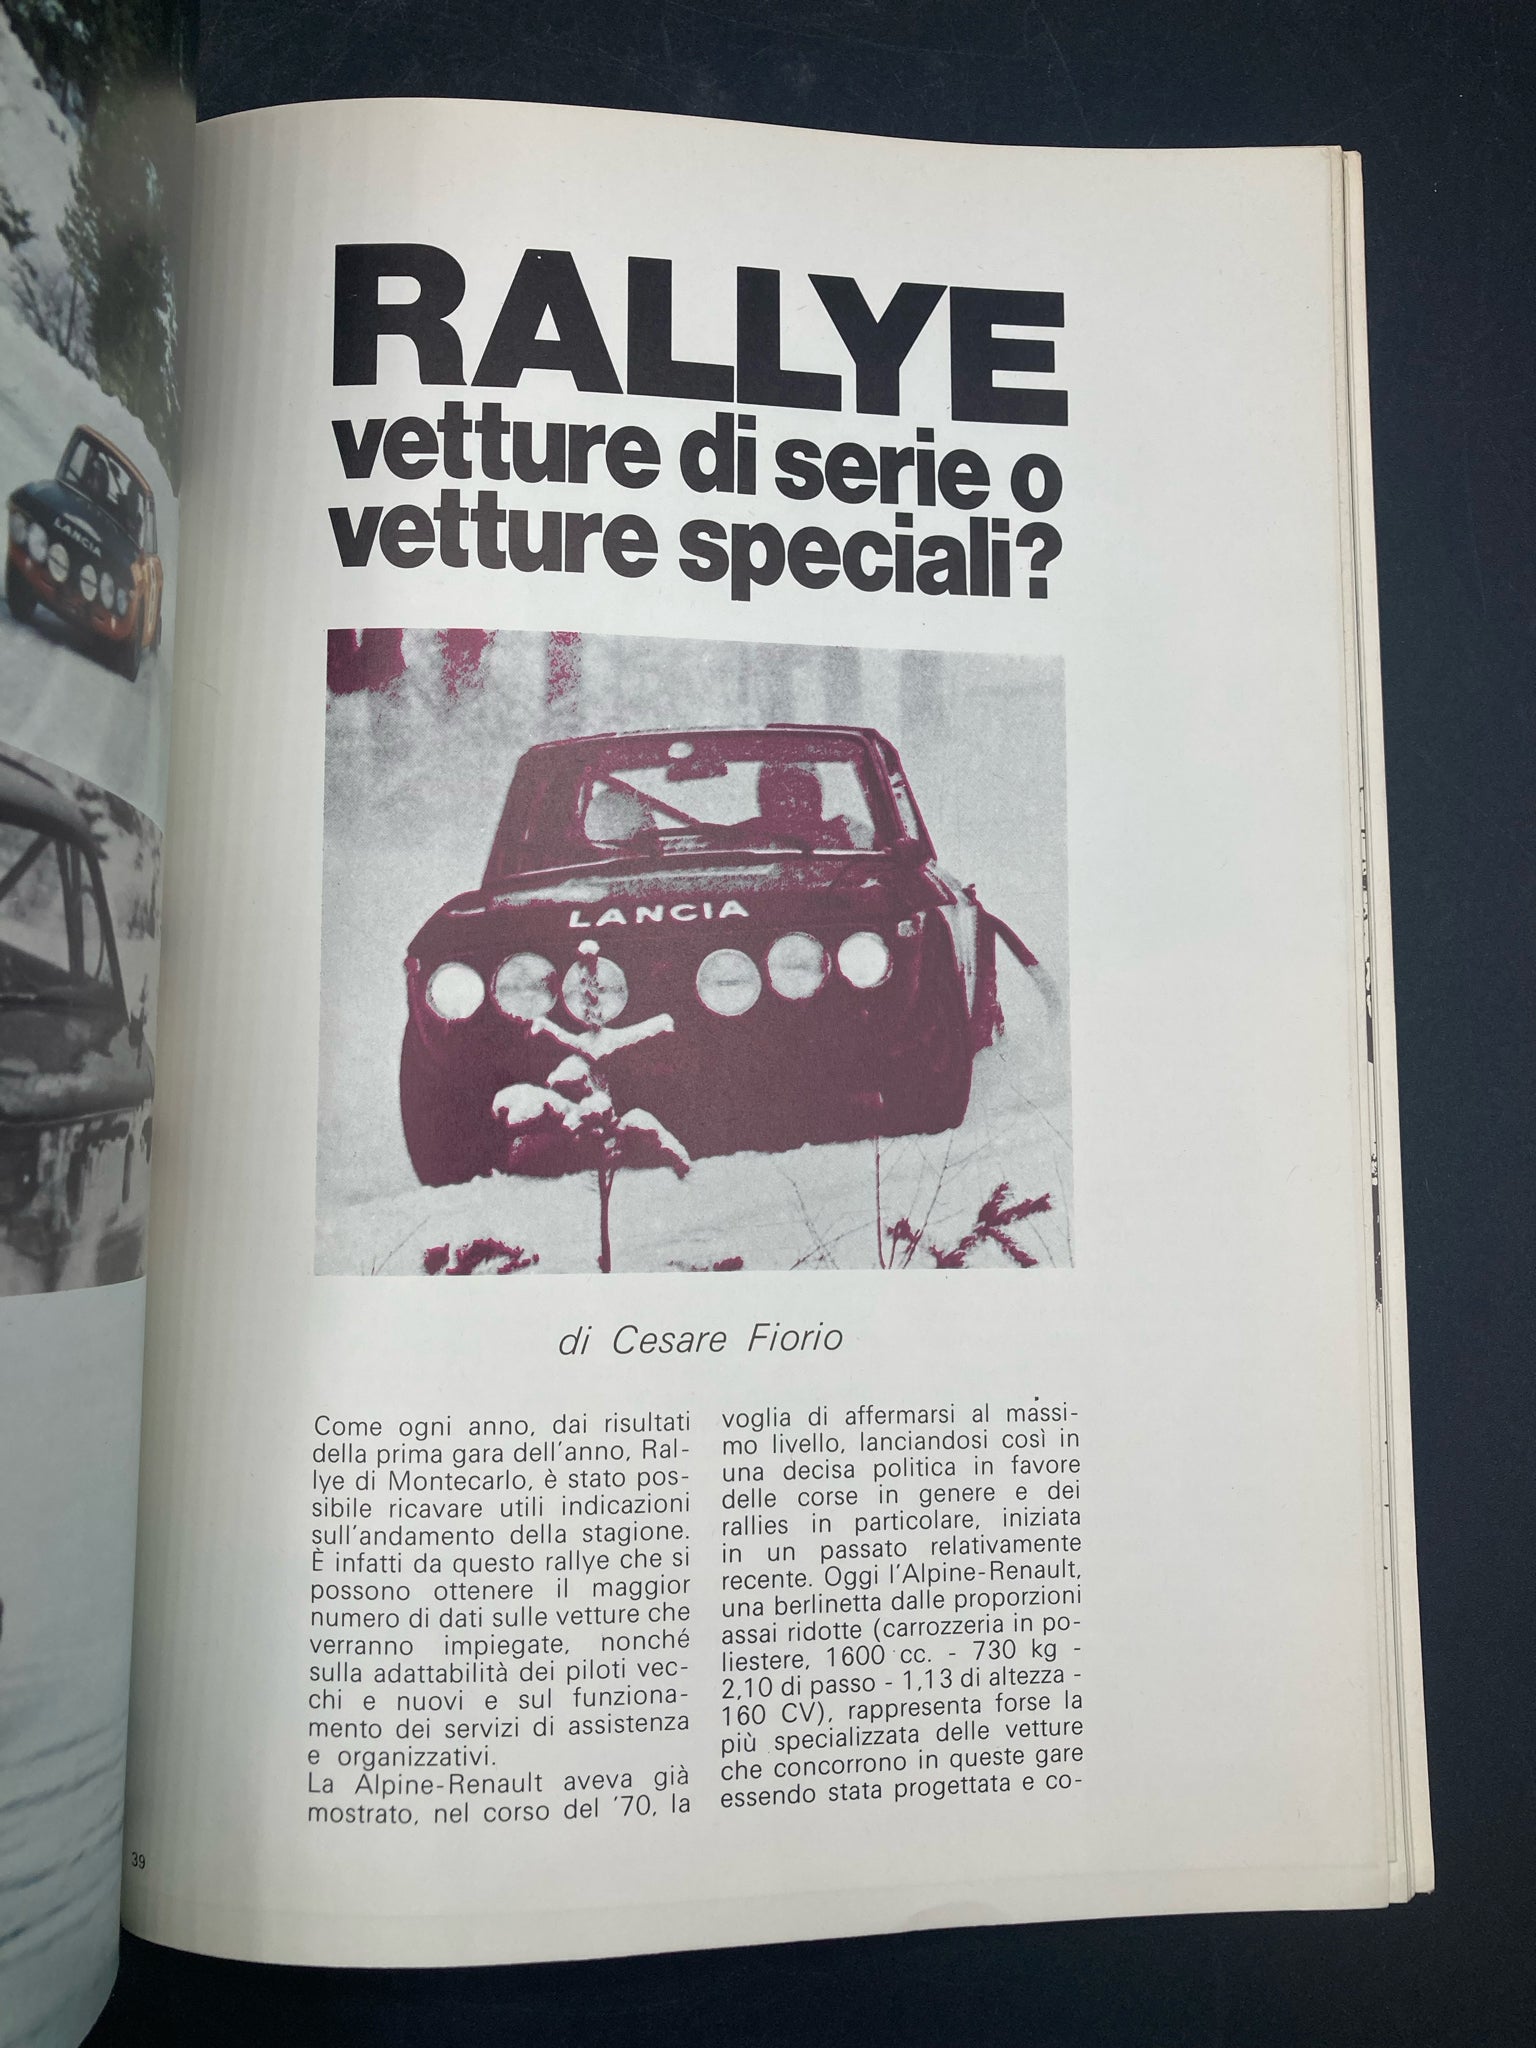 LANCIA
39
RALLYE
vetture di serie o
vetture speciali?
LANCIA
di Cesare Fiorio
Come ogni anno, dai risultati
della prima gara dell'anno, Ral-
lye di Montecarlo, è stato pos-
sibile ricavare utili indicazioni
sull'andamento della stagione.
È infatti da questo rallye che si
possono ottenere il maggior
numero di dati sulle vetture che
verranno impiegate, nonché
sulla adattabilità dei piloti vec-
chi e nuovi e sul funziona-
mento dei servizi di assistenza
e organizzativi.
La Alpine-Renault aveva già
mostrato, nel corso del '70, la
voglia di affermarsi al massi-
mo livello, lanciandosi così in
una decisa politica in favore
delle corse in genere e dei
rallies in particolare, iniziata
in un passato relativamente
recente. Oggi l'Alpine-Renault,
una berlinetta dalle proporzioni
assai ridotte (carrozzeria in po-
liestere, 1600 cc. - 730 kg -
2,10 di passo - 1,13 di altezza -
160 CV), rappresenta forse la
più specializzata delle vetture
che concorrono in queste gare
essendo stata progettata e co-